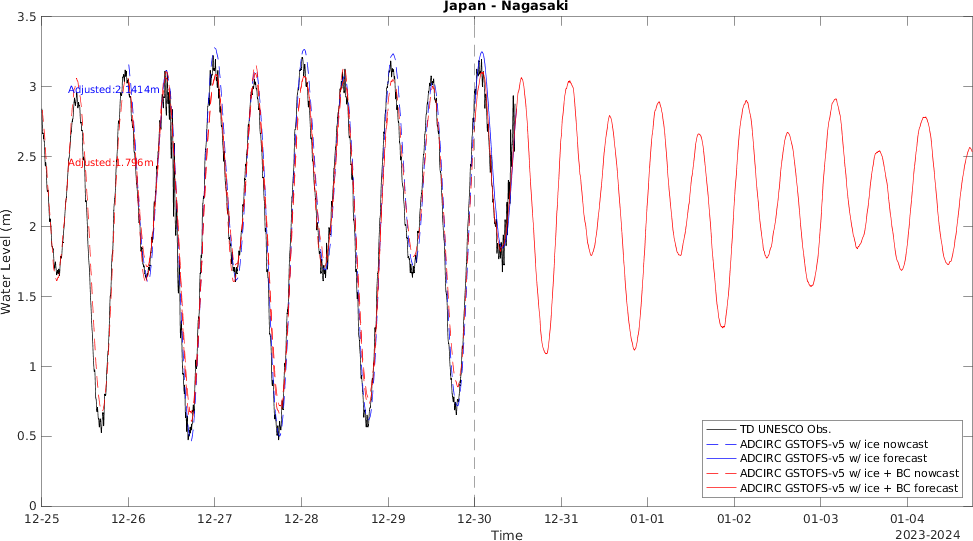 Japan - Nagasaki
3.5
3
2.5
2
1.5
1
0.5
0
Water Level (m)
Adjusted:2.1414m
Adjusted:1.796m
TD UNESCO Obs.
ADCIRC GSTOFS-v5 w/ ice nowcast
ADCIRC GSTOFS-v5 w/ ice forecast
ADCIRC GSTOFS-v5 w/ ice + BC nowcast
ADCIRC GSTOFS-v5 w/ ice + BC forecast
12-25 12-26 12-27 12-28 12-29 12-30 12-31 01-01 01-02 01-03 01-04
Time
2023-2024